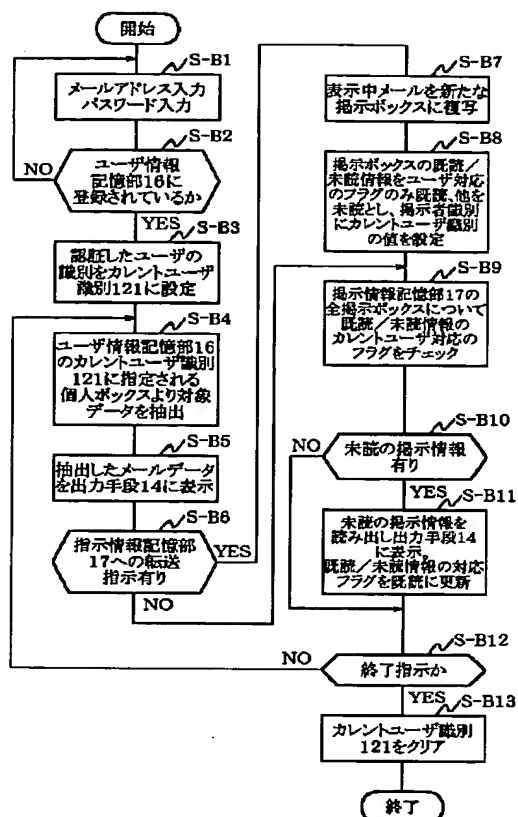 開始
S-B1
メールアドレス入力
パスワード入力
S-B2
ユーザ情報
記憶部16に
登録されているか
NO
YES
S-B3
認証したユーザの
識別をカレントユーザ
識別121に設定
S-B4
ユーザ情報記憶部16
のカレントユーザ識別
121に指定される
個人ボックスより対象
データを抽出
S-B5
抽出したメールデータ
を出力手段14に表示
S-B6
指示情報記憶部
17への転送
指示有り
YES
NO
S-B7
表示中メールを新たな
掲示ボックスに複写
S-B8
掲示ボックスの既読/
未読情報をユーザ対応
のフラグのみ既読、他を
未読とし、掲示者識別
にカレントユーザ識別
の値を設定
S-B9
掲示情報記憶部17の
全掲示ボックスについて
既読/未読情報の
カレントユーザ対応の
フラグをチェック
S-B10
NO
未読の掲示情報
有り
YES
S-B11
未読の掲示情報を
読み出し出力手段14
に表示。
既読/未読情報の対応
フラグを既読に更新
S-B12
NO
終了指示か
YES
S-B13
カレントユーザ識別
121をクリア
終了